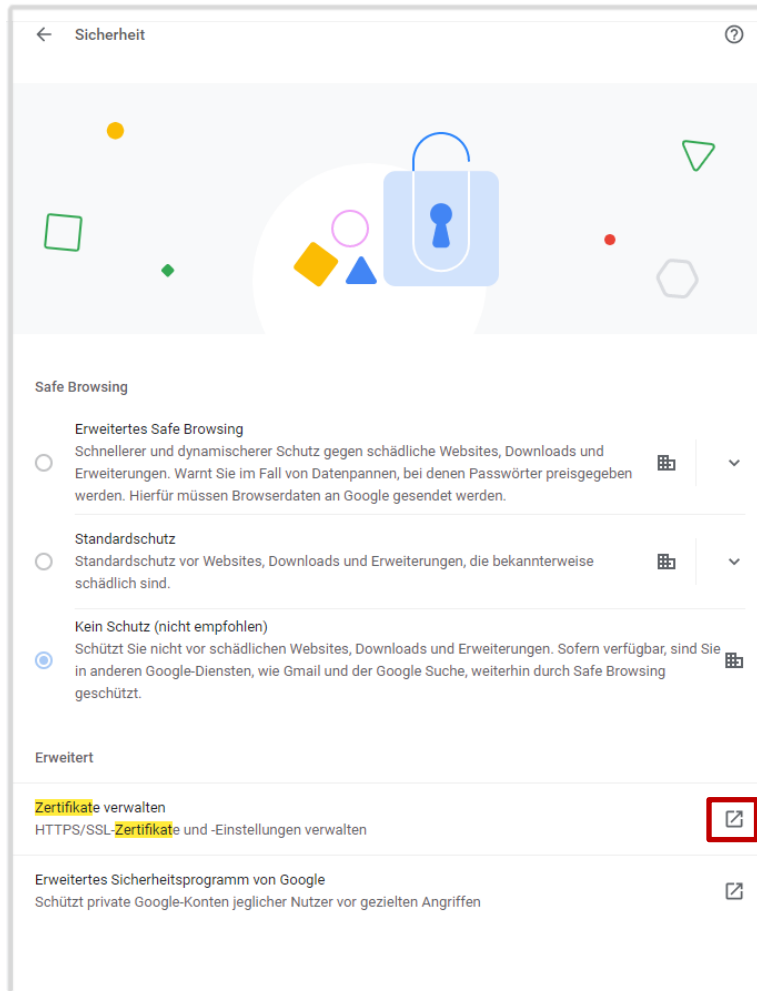 Sicherheit
Safe Browsing
Erweitertes Safe Browsing
Schnellerer und dynamischerer Schutz gegen schädliche Websites, Downloads und
Erweiterungen. Warnt Sie im Fall von Datenpannen, bei denen Passwörter preisgegeben
werden. Hierfür müssen Browserdaten an Google gesendet werden.
Standardschutz
Standardschutz vor Websites, Downloads und Erweiterungen, die bekannterweise
schädlich sind.
Kein Schutz (nicht empfohlen)
Schützt Sie nicht vor schädlichen Websites, Downloads und Erweiterungen. Sofern verfügbar, sind Sie
in anderen Google-Diensten, wie Gmail und der Google Suche, weiterhin durch Safe Browsing
geschützt.
Erweitert
Zertifikate verwalten
HTTPS/SSL-Zertifikate und -Einstellungen verwalten
Erweitertes Sicherheitsprogramm von Google
Schützt private Google-Konten jeglicher Nutzer vor gezielten Angriffen